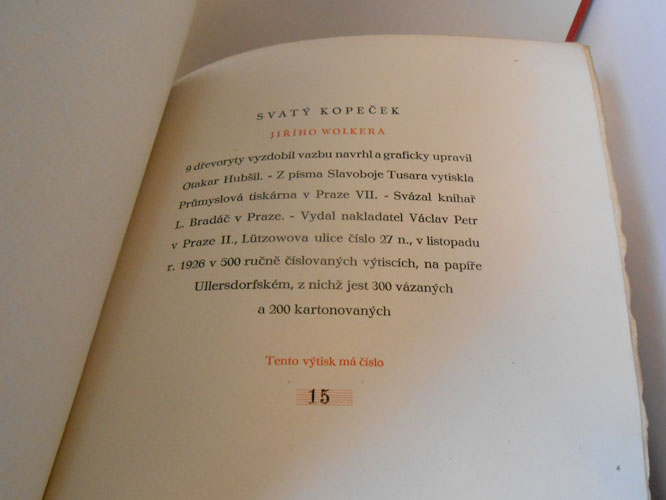 SVATÝ KOPEČEK
JIŘIHO WOLKERA
9 dřevoryty vyzdobil vazbu navrhl a graficky upravil
Otakar Hubšil. - Z písma Slavoboje Tusara vytiskla
Průmyslová tiskárna v Praze VII. - Svázal knihař
L. Bradáč v Praze. - Vydal nakladatel Václav Petr
v Praze II., Lützowova ulice číslo 27 n., v listopadu
r. 1926 v 500 ručně číslovaných výtiscích, na papíře
Ullersdorfském, z nichž jest 300 vázaných
a 200 kartonovaných
Tento výtisk má číslo
15